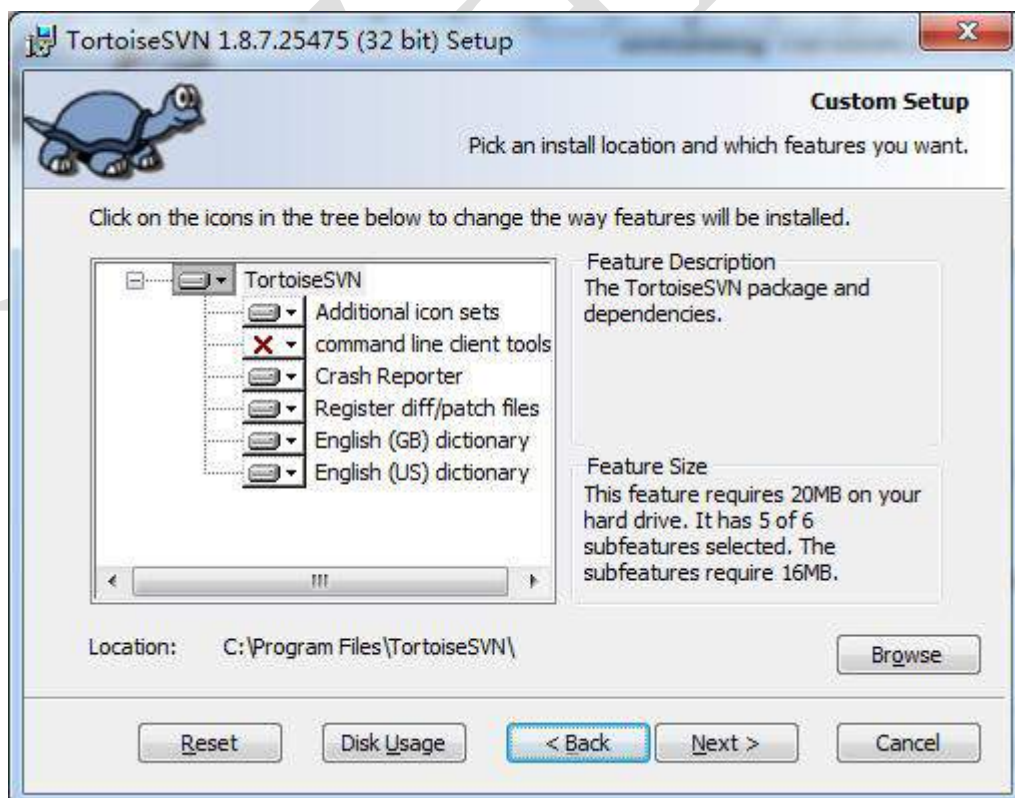 TortoiseSVN 1.8.7.25475 (32 bit) Setup
Custom Setup
Pick an install location and which features you want.
Click on the icons in the tree below to change the way features will be installed.
TortoiseSVN
Additional icon sets
command line client tools
Crash Reporter
Register diff/patch files
English (GB) dictionary
English (US) dictionary
Feature Description
The TortoiseSVN package and
dependencies.
Feature Size
This feature requires 20MB on your
hard drive. It has 5 of 6
subfeatures selected. The
subfeatures require 16MB.
Location: C:\Program Files\TortoiseSVN\
Browse
Reset Disk Usage < Back Next > Cancel